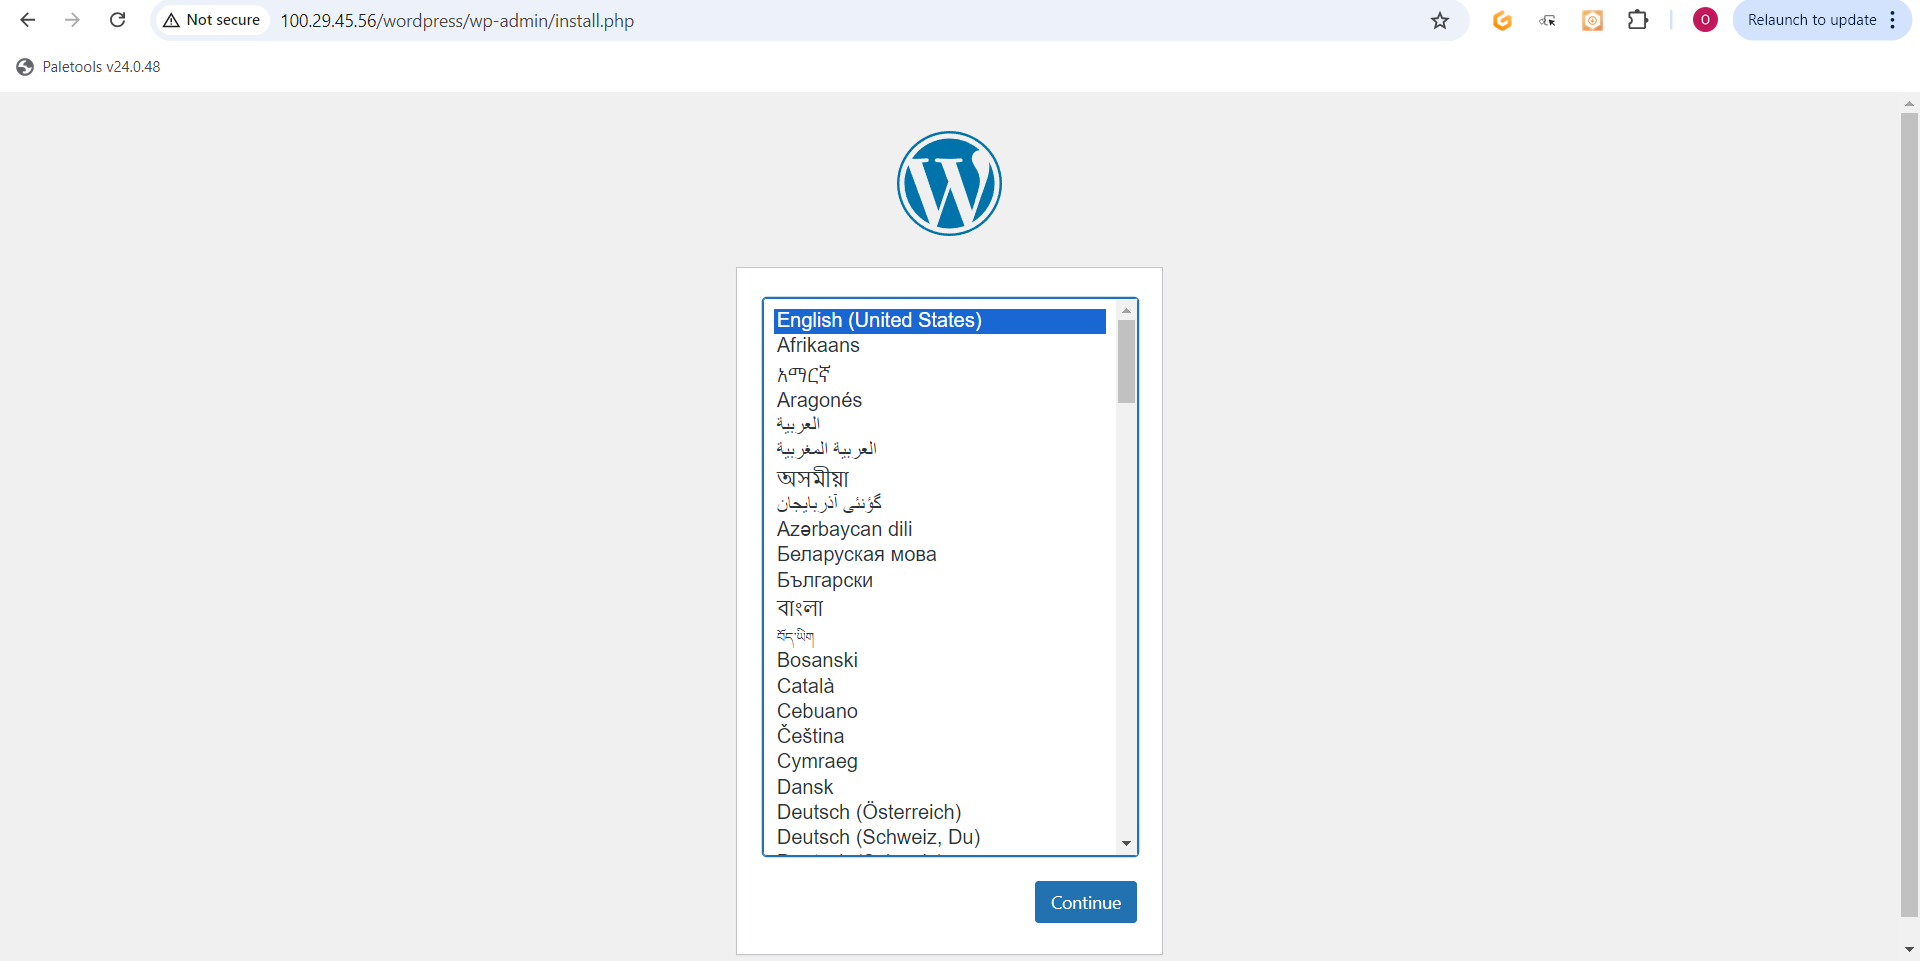 Not secure
100.29.45.56/wordpress/wp-admin/install.php
O
Relaunch to update
Paletools v24.0.48
English (United States)
Afrikaans
አማርኛ
Aragonés
العربية
العربية المغربية
অসমীয়া
گؤنئی آذربایجان
Azərbaycan dili
Беларуская мова
Български
বাংলা
བོད་ཡིག
Bosanski
Català
Cebuano
Čeština
Cymraeg
Dansk
Deutsch (Österreich)
Deutsch (Schweiz, Du)
Continue